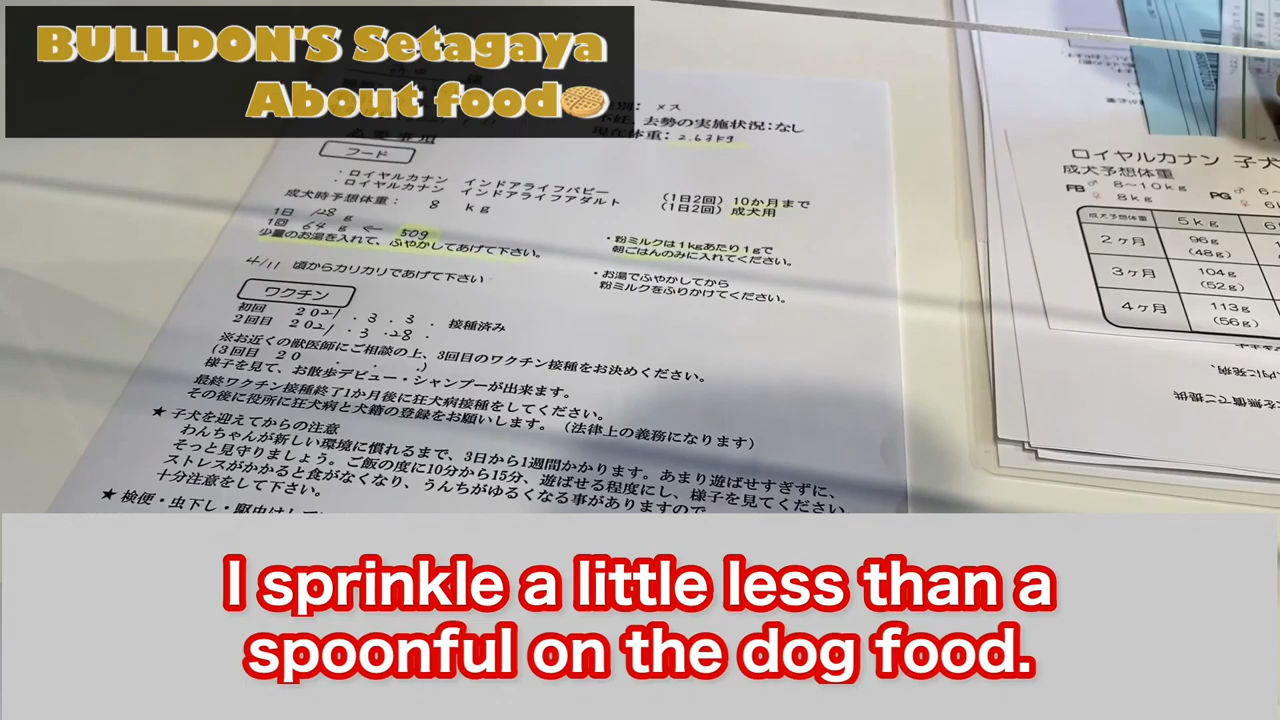 BULLDON'S Setagaya
About food
メス
去勢の実施状況：なし
現在体重：2.63kg
必要事項
フード
・ロイヤルカナン　インドアライフパピー　（1日2回）10か月まで
・ロイヤルカナン　インドアライフアダルト　（1日2回）成犬用
成犬時予想体重：　8　kg
1日　128 g
1回　64 g ← 50g
少量のお湯を入れて、ふやかしてあげて下さい。
・粉ミルクは1kgあたり1gで
朝ごはんのみに入れてください。
4/11　頃からカリカリであげて下さい
・お湯でふやかしてから
粉ミルクをふりかけてください。
ワクチン
初回　2021．3．3．　接種済み
2回目　2021．3．28．
※お近くの獣医師にご相談の上、3回目のワクチン接種をお決めください。
（3回目　20　．　．　．）
様子を見て、お散歩デビュー・シャンプーが出来ます。
最終ワクチン接種終了1か月後に狂犬病接種をしてください。
その後に役所に狂犬病と犬籍の登録をお願いします。（法律上の義務になります）
★ 子犬を迎えてからの注意
わんちゃんが新しい環境に慣れるまで、3日から1週間かかります。あまり遊ばせすぎずに、
そっと見守りましょう。ご飯の度に10分から15分、遊ばせる程度にし、様子を見てください
ストレスがかかると食がなくなり、うんちがゆるくなる事がありますので
十分注意をして下さい。
★ 検便・虫下し・駆虫は
ロイヤルカナン 子犬
成犬予想体重
FB ♂ 8～10kg　PG ♂ 6～
♀ 8kg　♀
成犬予想体重　5kg　6
2ヶ月　96g
(48g)
3ヶ月　104g
(52g)
4ヶ月　113g
(56g)
I sprinkle a little less than a
spoonful on the dog food.